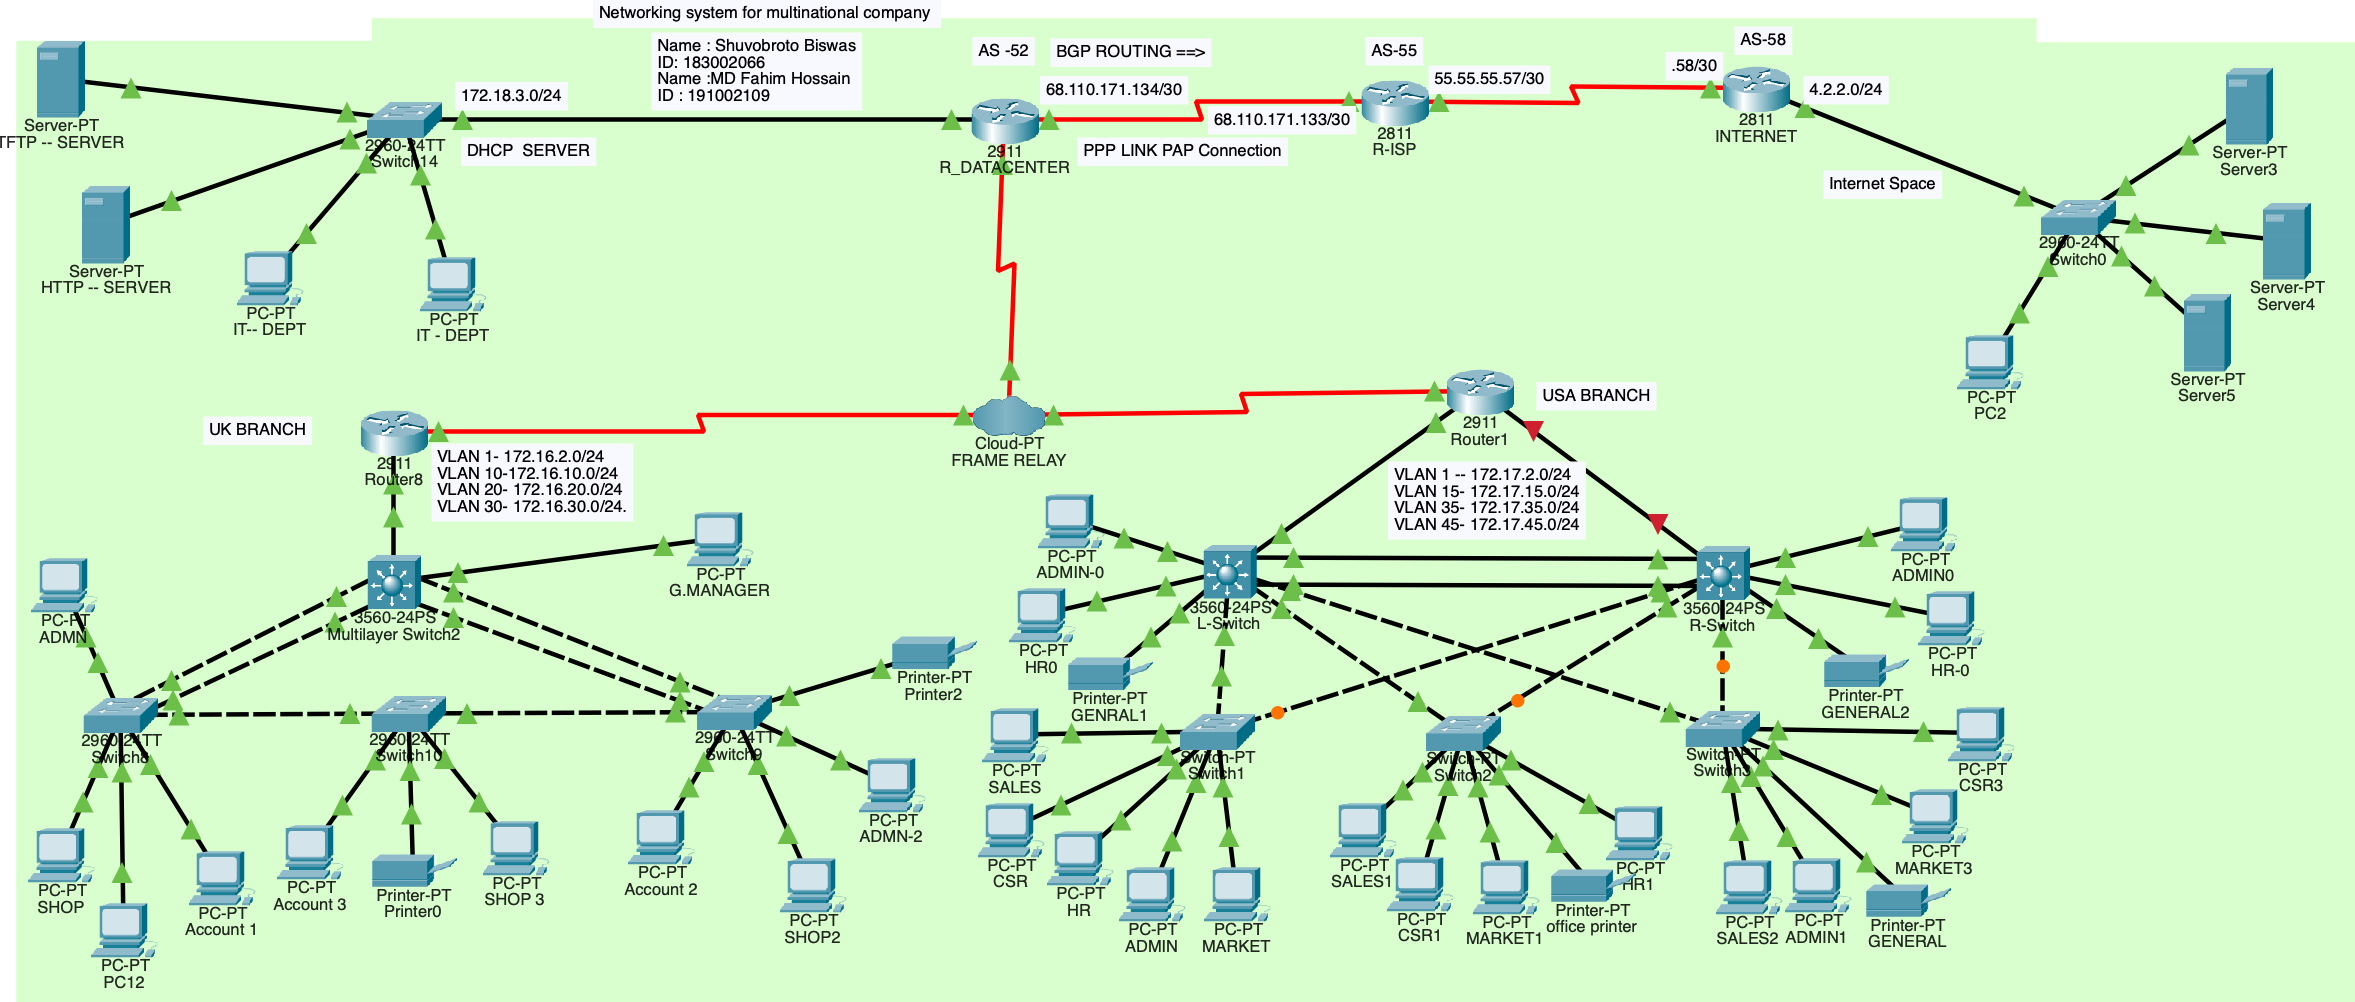 Networking system for multinational company
Name : Shuvobroto Biswas
ID: 183002066
Name :MD Fahim Hossain
ID : 191002109
AS -52
BGP ROUTING ==>
AS-55
AS-58
68.110.171.134/30
55.55.55.57/30
.58/30
4.2.2.0/24
172.18.3.0/24
68.110.171.133/30
Server-PT
TFTP -- SERVER
2960-24TT
Switch14
DHCP  SERVER
2911
R_DATACENTER
PPP LINK PAP Connection
2811
R-ISP
2811
INTERNET
Internet Space
Server-PT
Server3
2960-24TT
Switch0
Server-PT
HTTP -- SERVER
PC-PT
IT-- DEPT
PC-PT
IT - DEPT
Server-PT
Server4
Server-PT
Server5
PC-PT
PC2
UK BRANCH
2911
Router8
VLAN 1- 172.16.2.0/24
VLAN 10-172.16.10.0/24
VLAN 20- 172.16.20.0/24
VLAN 30- 172.16.30.0/24.
Cloud-PT
FRAME RELAY
2911
Router1
USA BRANCH
VLAN 1 -- 172.17.2.0/24
VLAN 15- 172.17.15.0/24
VLAN 35- 172.17.35.0/24
VLAN 45- 172.17.45.0/24
PC-PT
ADMN
3560-24PS
Multilayer Switch2
PC-PT
G.MANAGER
PC-PT
ADMIN-0
PC-PT
HR0
3560-24PS
L-Switch
3560-24PS
R-Switch
PC-PT
ADMIN0
PC-PT
HR-0
Printer-PT
GENRAL1
Printer-PT
GENERAL2
Printer-PT
Printer2
2960-24TT
Switch8
2960-24TT
Switch10
2960-24TT
Switch9
PC-PT
SALES
Switch-PT
Switch1
Switch-PT
Switch2
Switch-PT
Switch3
PC-PT
CSR3
PC-PT
SHOP
PC-PT
PC12
PC-PT
Account 1
PC-PT
Account 3
Printer-PT
Printer0
PC-PT
SHOP 3
PC-PT
Account 2
PC-PT
SHOP2
PC-PT
ADMN-2
PC-PT
CSR
PC-PT
HR
PC-PT
ADMIN
PC-PT
MARKET
PC-PT
SALES1
PC-PT
CSR1
PC-PT
MARKET1
Printer-PT
office printer
PC-PT
HR1
PC-PT
SALES2
PC-PT
ADMIN1
Printer-PT
GENERAL
PC-PT
MARKET3